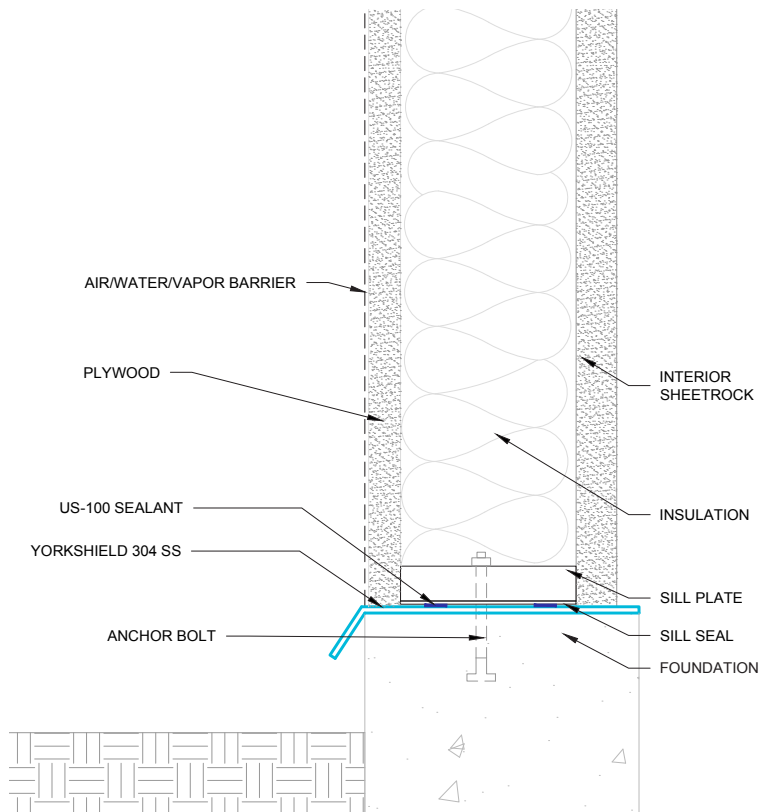 AIR/WATER/VAPOR BARRIER
PLYWOOD
INTERIOR
SHEETROCK
US-100 SEALANT
INSULATION
YORKSHIELD 304 SS
SILL PLATE
ANCHOR BOLT
SILL SEAL
FOUNDATION